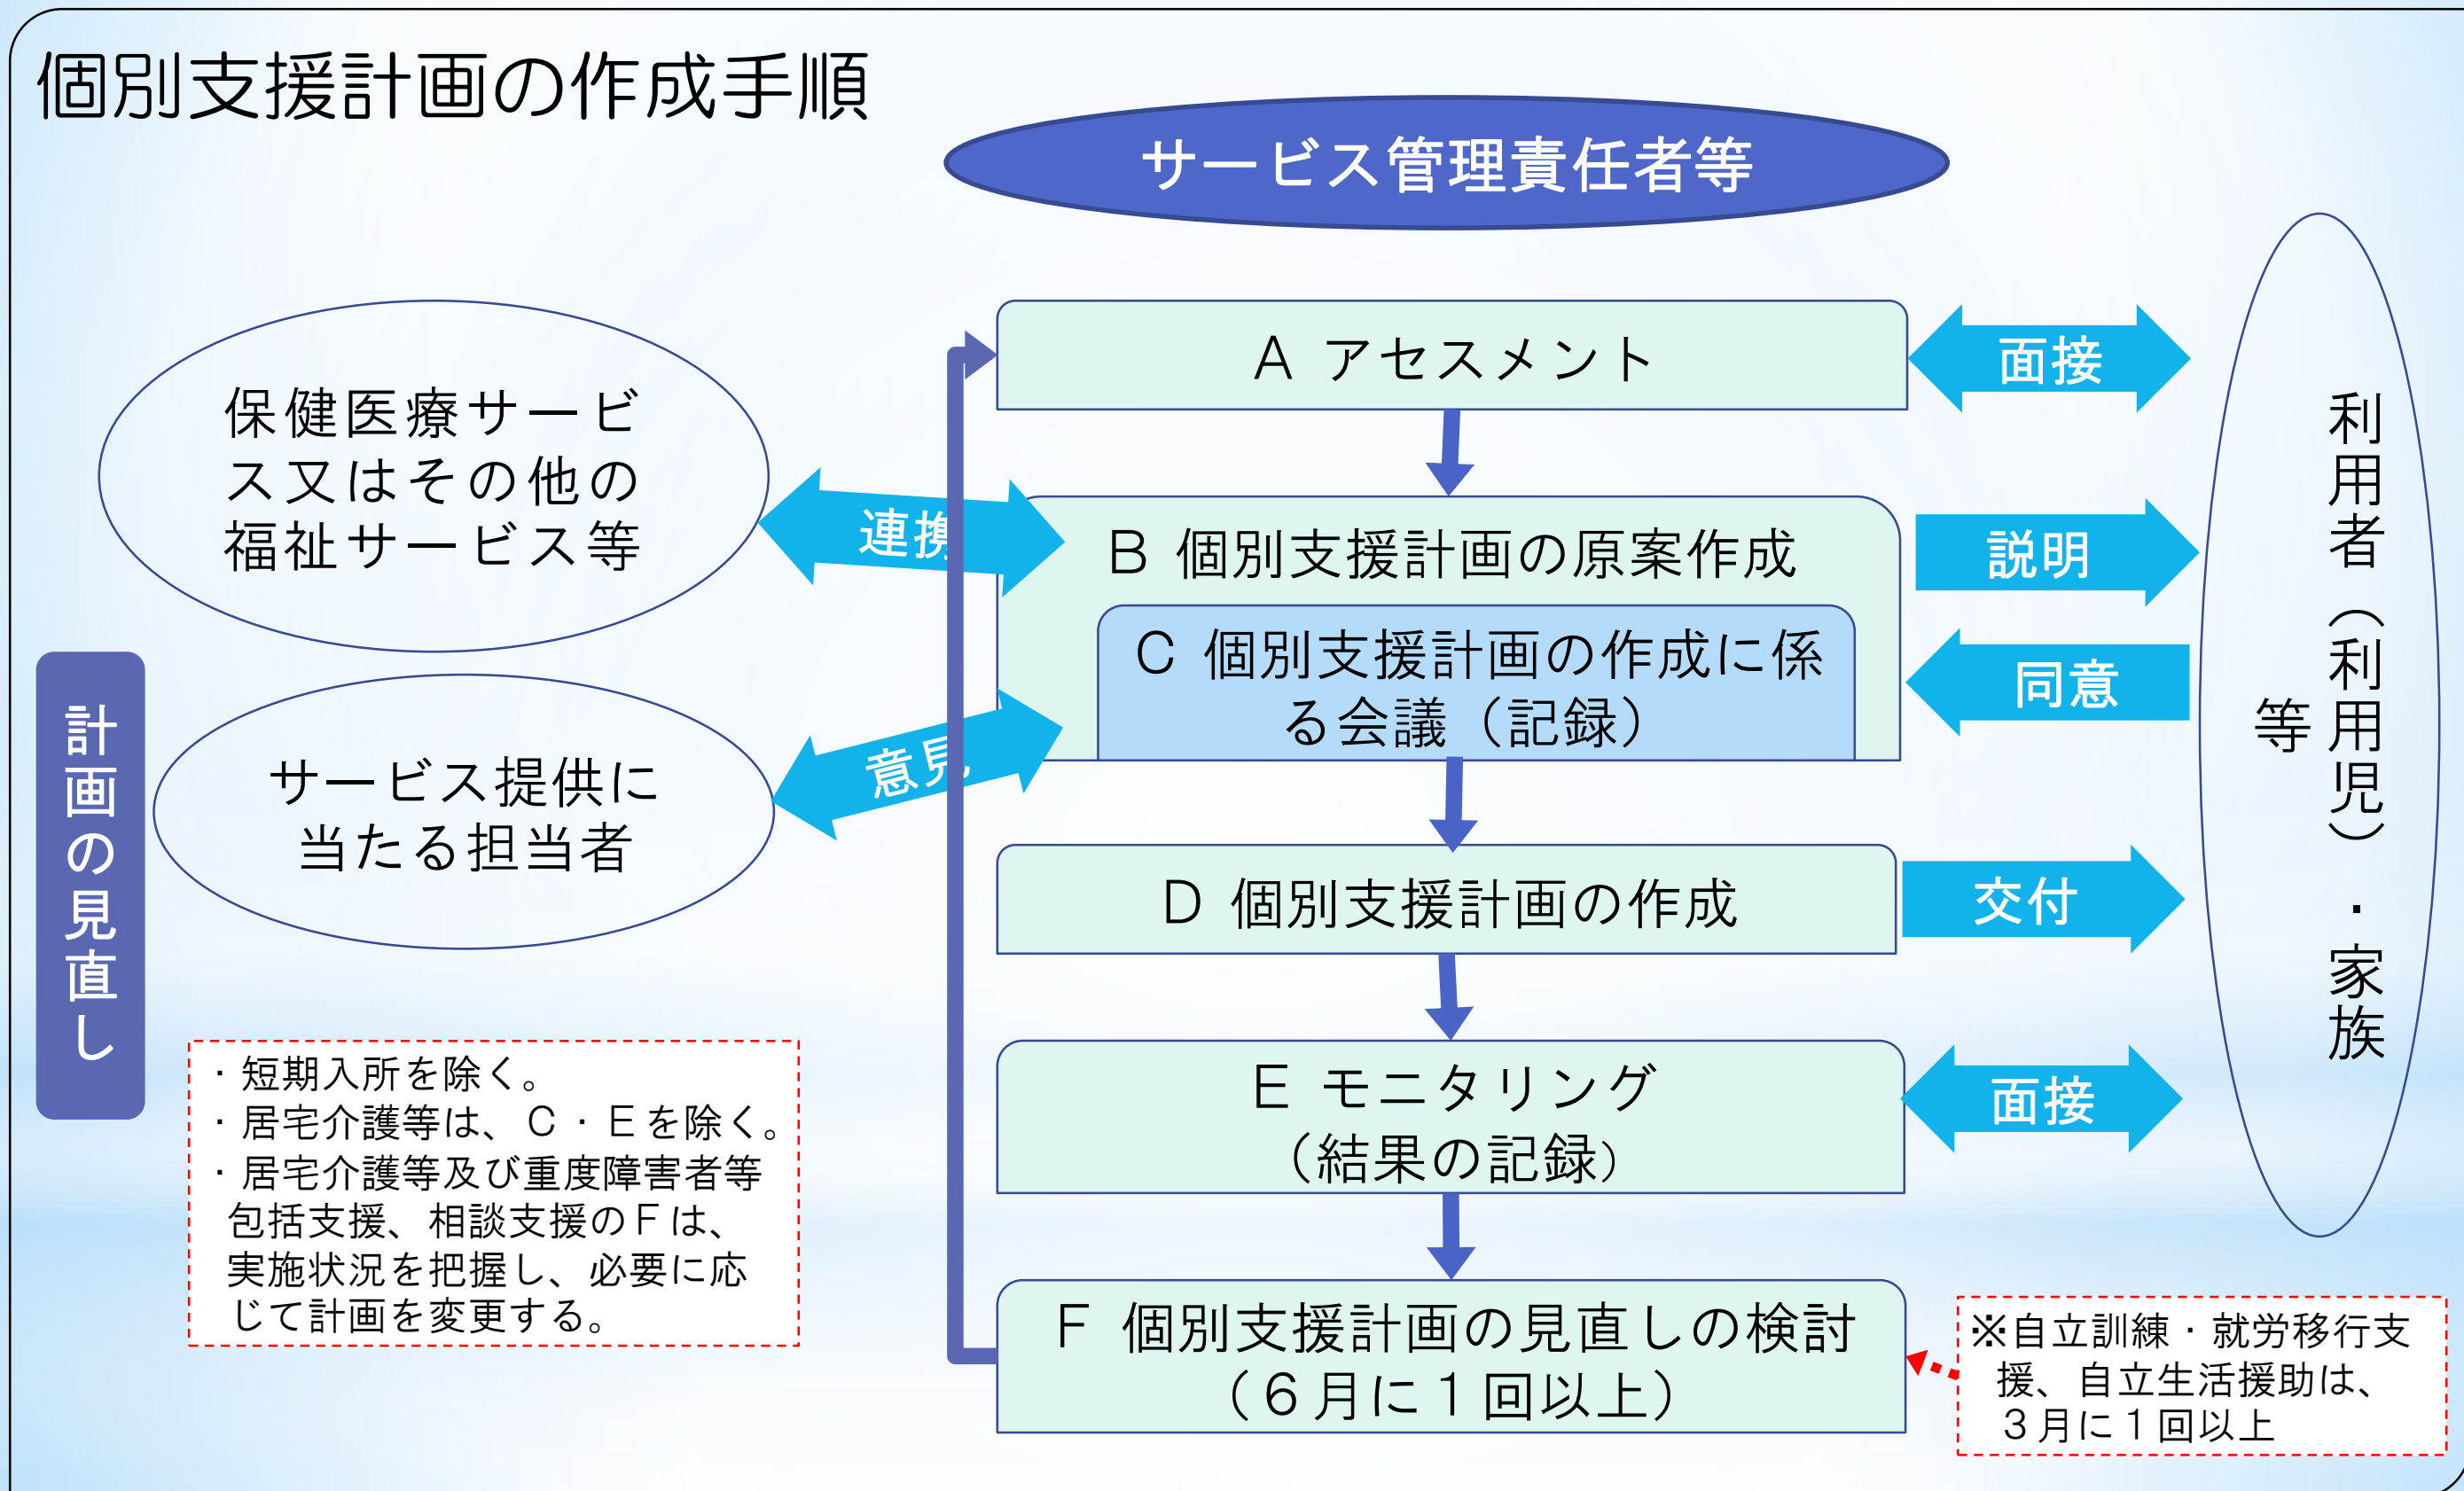 個別支援計画の作成手順
サービス管理責任者等
保健医療サービ
ス又はその他の
福祉サービス等
サービス提供に
当たる担当者
計画の見直し
連携
意見
A アセスメント
B 個別支援計画の原案作成
C 個別支援計画の作成に係
る会議（記録）
D 個別支援計画の作成
E モニタリング
（結果の記録）
F 個別支援計画の見直しの検討
（６月に１回以上）
面接
説明
同意
交付
面接
利用者（利用児）・家族
等
・短期入所を除く。
・居宅介護等は、Ｃ・Ｅを除く。
・居宅介護等及び重度障害者等
包括支援、相談支援のＦは、
実施状況を把握し、必要に応
じて計画を変更する。
※自立訓練・就労移行支
援、自立生活援助は、
３月に１回以上